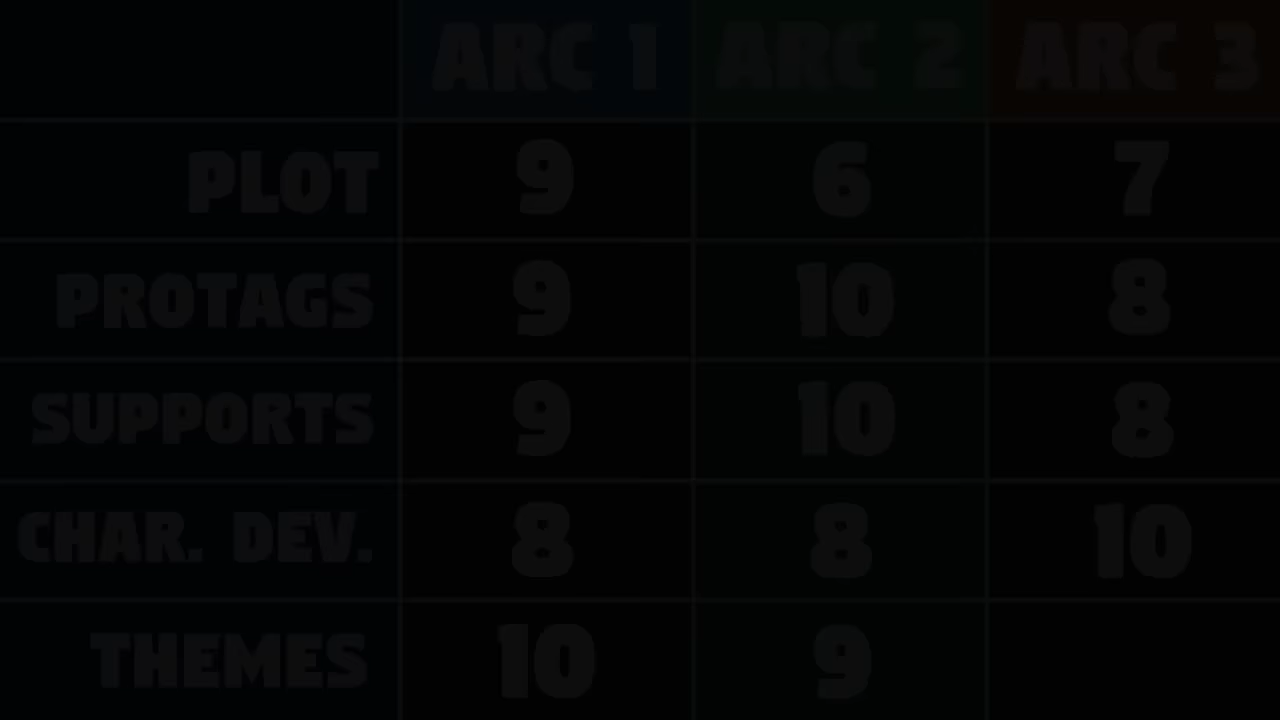 ARC 1 ARC 2 ARC 3
PLOT 9 6 7
PROTAGS 9 10 8
SUPPORTS 9 10 8
CHAR. DEV. 8 8 10
THEMES 10 9